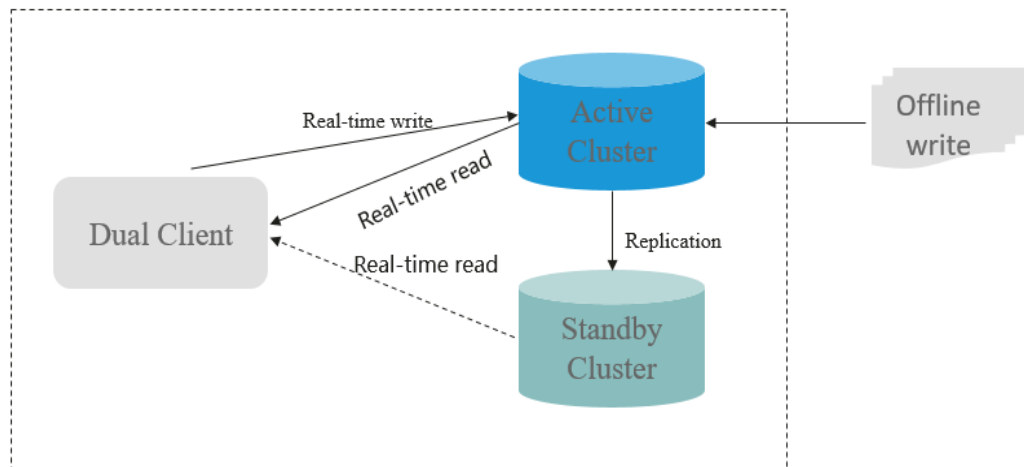 Active
Cluster
Offline
write
Real-time write
Real-time read
Dual Client
Replication
Real-time read
Standby
Cluster